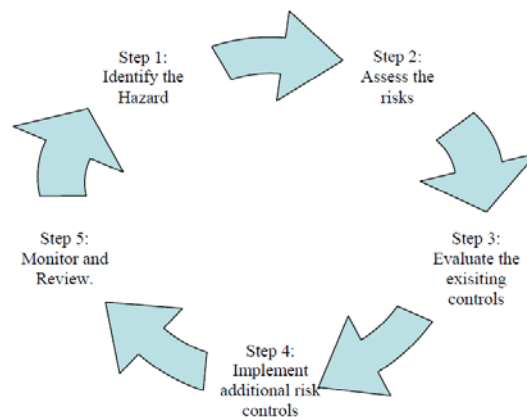 Step 1:
Identify the
Hazard
Step 2:
Assess the
risks
Step 3:
Evaluate the
exisiting
controls
Step 4:
Implement
additional risk
controls
Step 5:
Monitor and
Review.